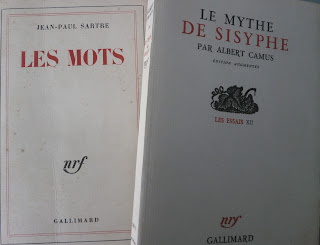 JEAN-PAUL SARTRE
LES MOTS
nrf
GALLIMARD
LE MYTHE
DE SISYPHE
PAR ALBERT CAMUS
ÉDITION AUGMENTÉE
LES ESSAIS XII
nrf
GALLIMARD